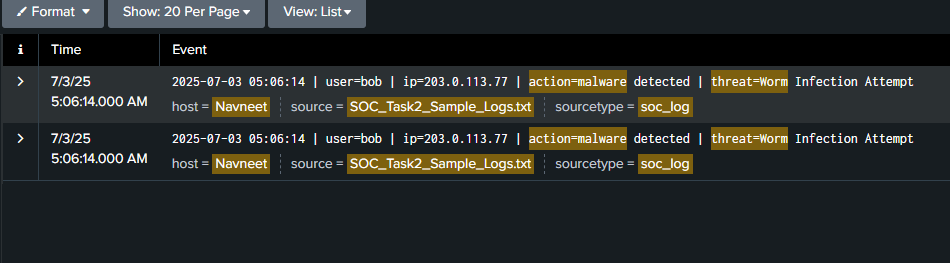 Format Show: 20 Per Page View: List
i Time Event
7/3/25 2025-07-03 05:06:14 | user=bob | ip=203.0.113.77 | action=malware detected | threat=Worm Infection Attempt
5:06:14.000 AM host = Navneet source = SOC_Task2_Sample_Logs.txt sourcetype = soc_log
7/3/25 2025-07-03 05:06:14 | user=bob | ip=203.0.113.77 | action=malware detected | threat=Worm Infection Attempt
5:06:14.000 AM host = Navneet source = SOC_Task2_Sample_Logs.txt sourcetype = soc_log